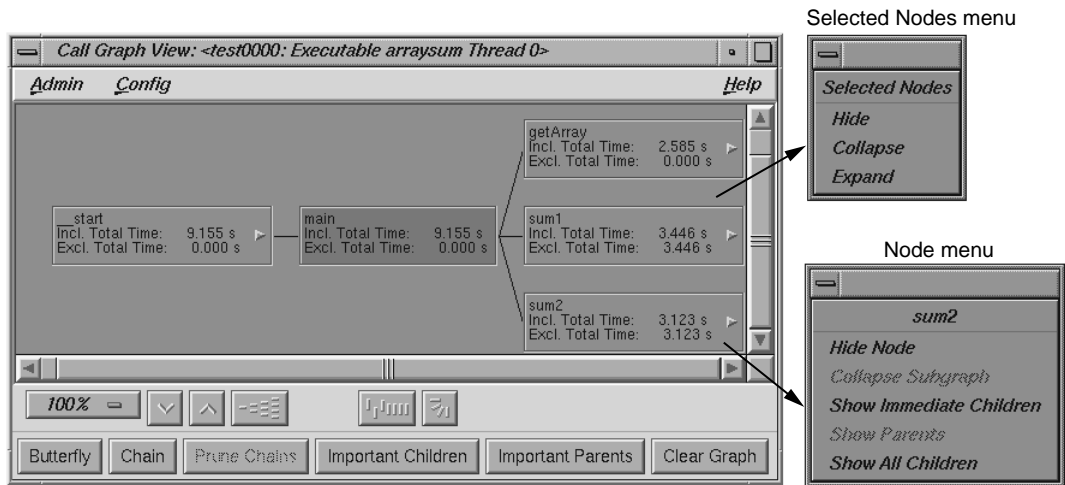 Selected Nodes menu
Call Graph View: <test0000: Executable arraysum Thread 0>
Admin Config Help
Selected Nodes
Hide
Collapse
Expand
getArray
Incl. Total Time: 2.585 s
Excl. Total Time: 0.000 s
__start
Incl. Total Time: 9.155 s
Excl. Total Time: 0.000 s
main
Incl. Total Time: 9.155 s
Excl. Total Time: 0.000 s
sum1
Incl. Total Time: 3.446 s
Excl. Total Time: 3.446 s
sum2
Incl. Total Time: 3.123 s
Excl. Total Time: 3.123 s
Node menu
sum2
Hide Node
Collapse Subgraph
Show Immediate Children
Show Parents
Show All Children
100%
Butterfly Chain Prune Chains Important Children Important Parents Clear Graph